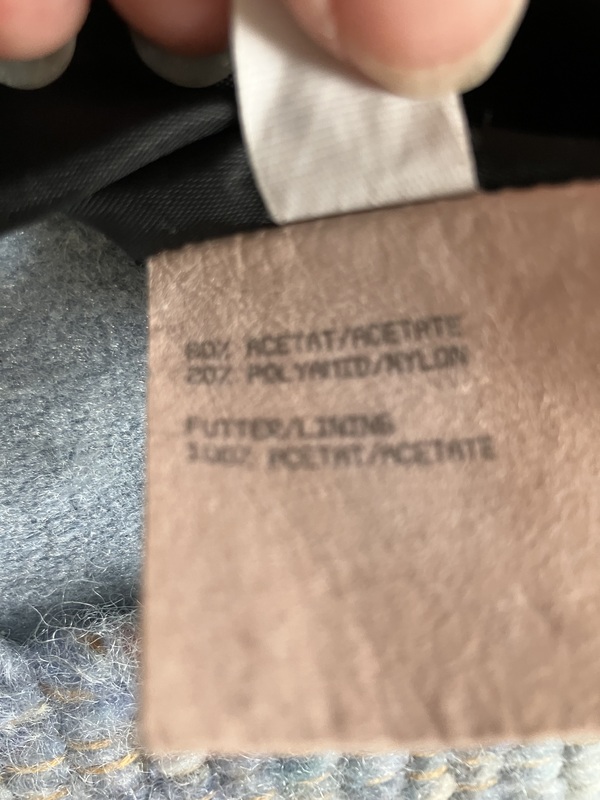 80% ACETAT/ACETATE
20% POLYAMID/NYLON
FUTTER/LINING
100% ACETAT/ACETATE